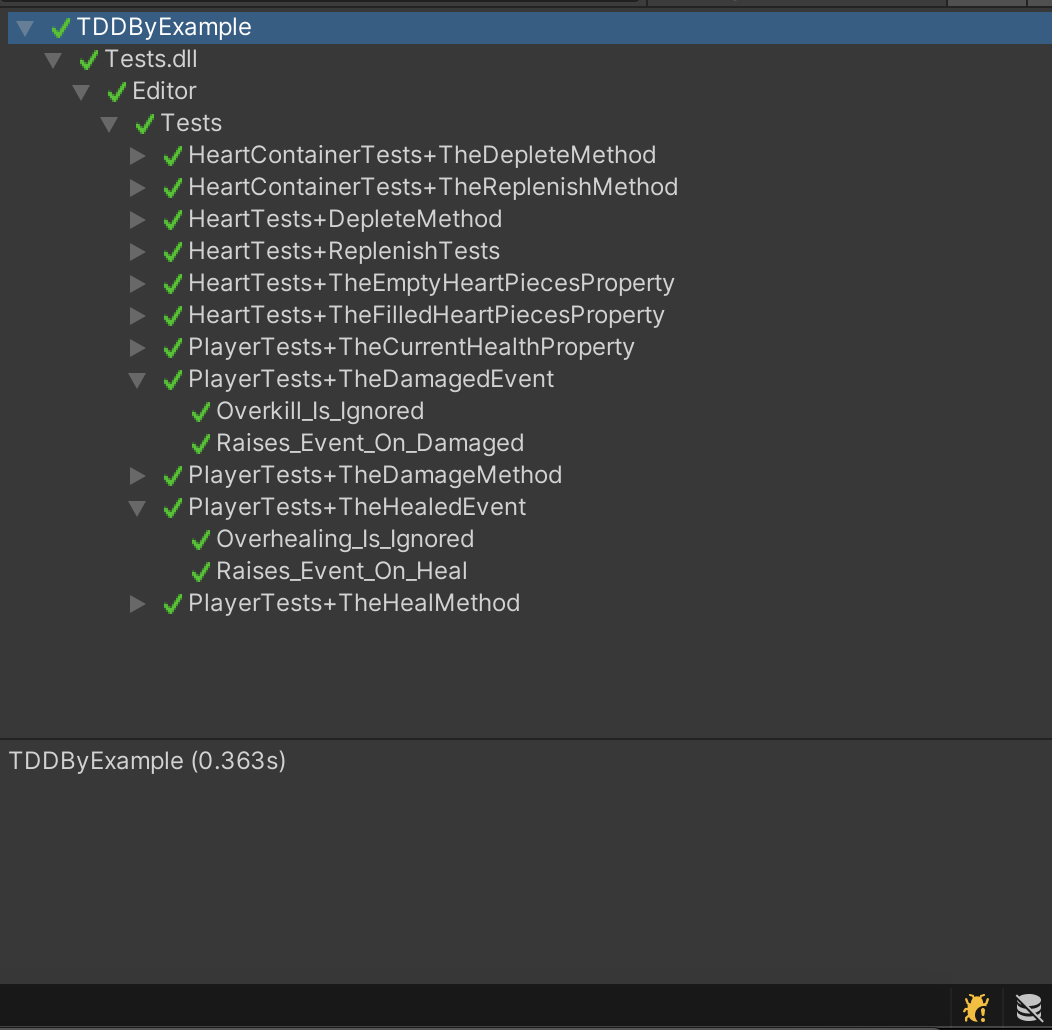 TDDByExample
Tests.dll
Editor
Tests
HeartContainerTests+TheDepleteMethod
HeartContainerTests+TheReplenishMethod
HeartTests+DepleteMethod
HeartTests+ReplenishTests
HeartTests+TheEmptyHeartPiecesProperty
HeartTests+TheFilledHeartPiecesProperty
PlayerTests+TheCurrentHealthProperty
PlayerTests+TheDamagedEvent
Overkill_Is_Ignored
Raises_Event_On_Damaged
PlayerTests+TheDamageMethod
PlayerTests+TheHealedEvent
Overhealing_Is_Ignored
Raises_Event_On_Heal
PlayerTests+TheHealMethod
TDDByExample (0.363s)